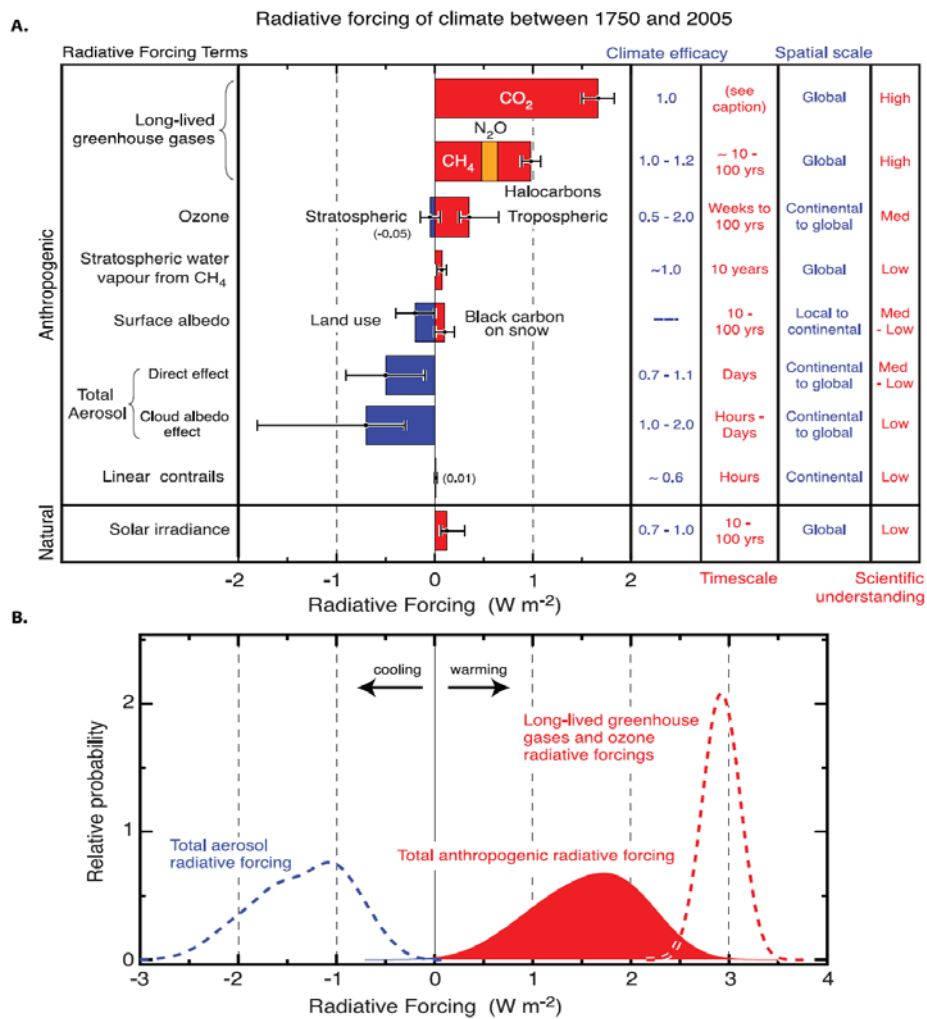 Radiative forcing of climate between 1750 and 2005
A.
Radiative Forcing Terms
Climate efficacy
Spatial scale
Anthropogenic
Long-lived
greenhouse gases
CO₂
1.0
(see
caption)
Global
High
N₂O
CH₄
Halocarbons
1.0 - 1.2
~ 10 -
100 yrs
Global
High
Ozone
Stratospheric
(-0.05)
Tropospheric
0.5 - 2.0
Weeks to
100 yrs
Continental
to global
Med
Stratospheric water
vapour from CH₄
~1.0
10 years
Global
Low
Surface albedo
Land use
Black carbon
on snow
10 -
100 yrs
Local to
continental
Med
- Low
Total
Aerosol
Direct effect
0.7 - 1.1
Days
Continental
to global
Med
- Low
Cloud albedo
effect
1.0 - 2.0
Hours -
Days
Continental
to global
Low
Linear contrails
(0.01)
~ 0.6
Hours
Continental
Low
Natural
Solar irradiance
0.7 - 1.0
10 -
100 yrs
Global
Low
-2 -1 0 1 2
Radiative Forcing (W m⁻²)
Timescale
Scientific
understanding
B.
cooling
warming
Relative probability
2
1
0
Long-lived greenhouse
gases and ozone
radiative forcings
Total aerosol
radiative forcing
Total anthropogenic radiative forcing
-3 -2 -1 0 1 2 3 4
Radiative Forcing (W m⁻²)